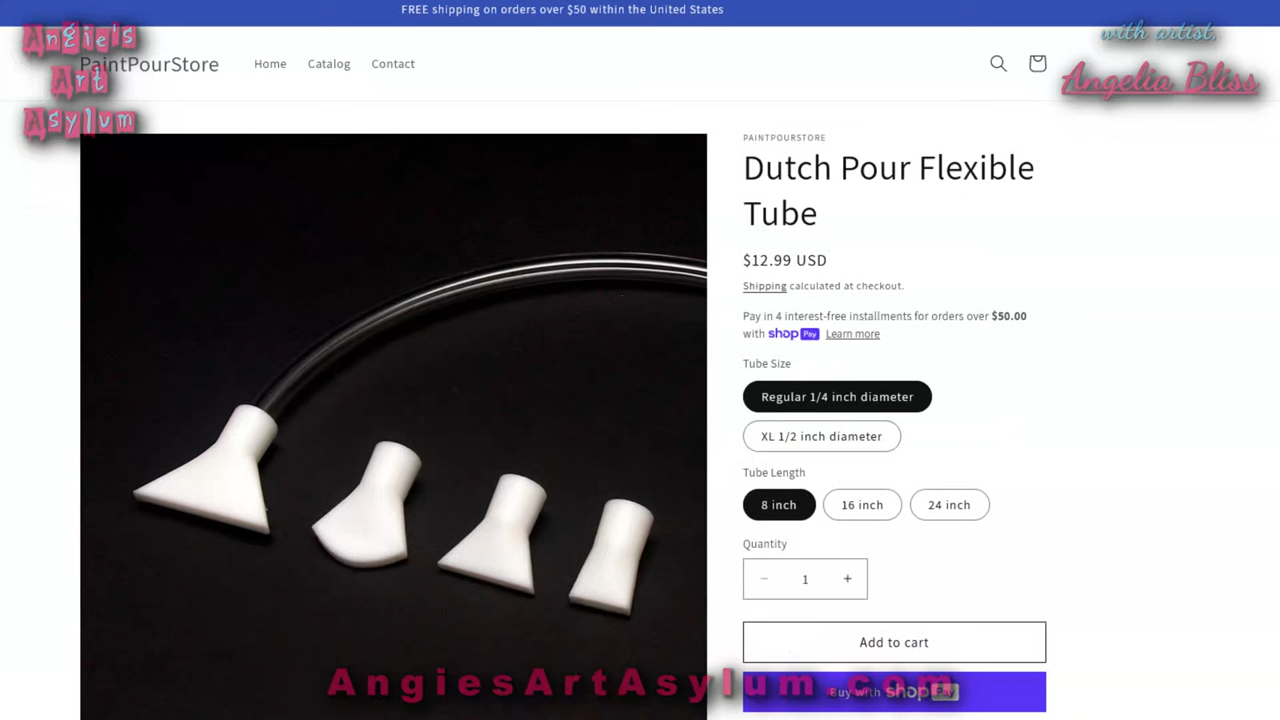 FREE shipping on orders over $50 within the United States
Angie's
Art
Asylum
with artist,
Angelia Bliss
PaintPourStore
Home Catalog Contact
PAINTPOURSTORE
Dutch Pour Flexible
Tube
$12.99 USD
Shipping calculated at checkout.
Pay in 4 interest-free installments for orders over $50.00
with shop Pay Learn more
Tube Size
Regular 1/4 inch diameter
XL 1/2 inch diameter
Tube Length
8 inch 16 inch 24 inch
Quantity
− 1 +
Add to cart
Buy with shop Pay
AngiesArtAsylum.com